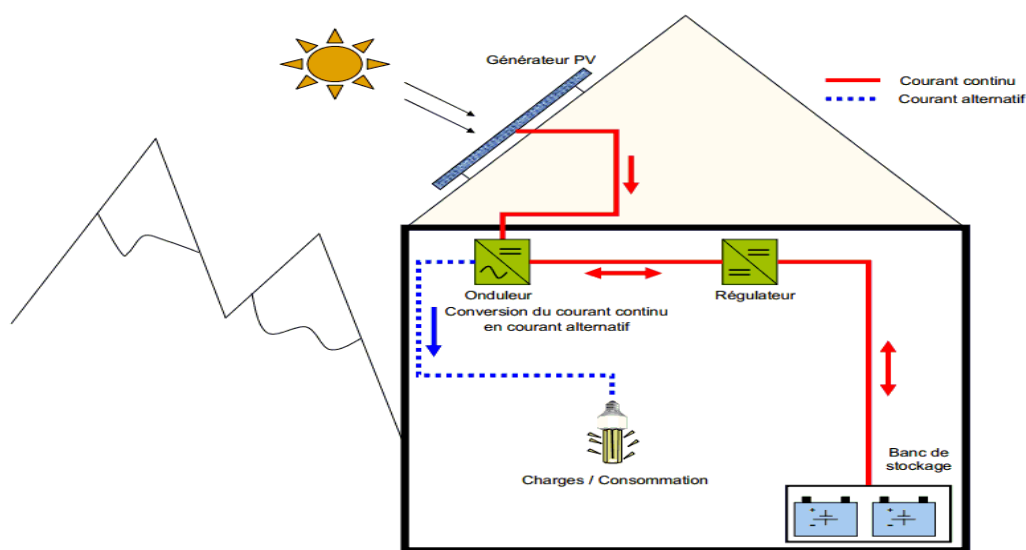 Générateur PV
Courant continu
Courant alternatif
Onduleur
Conversion du courant continu
en courant alternatif
Régulateur
Charges / Consommation
Banc de
stockage
+
-
+
-